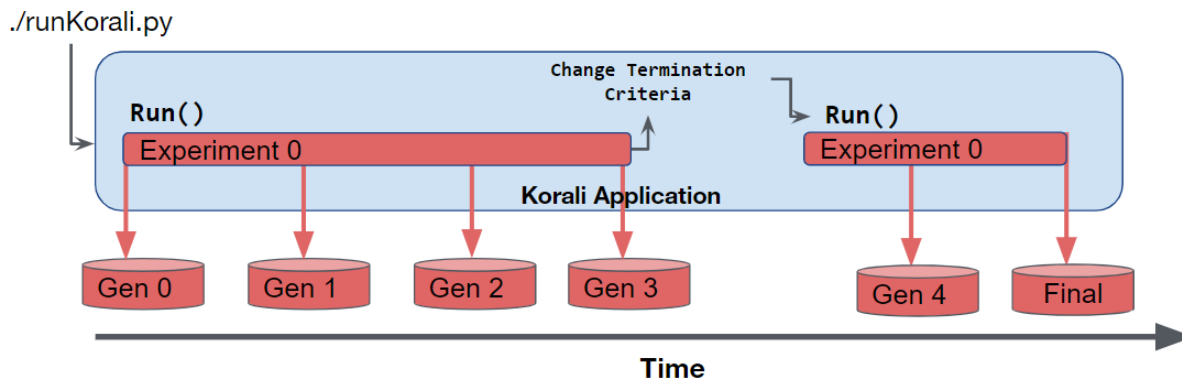 ./runKorali.py
Change Termination
Criteria
Run()
Run()
Experiment 0
Experiment 0
Korali Application
Gen 0
Gen 1
Gen 2
Gen 3
Gen 4
Final
Time